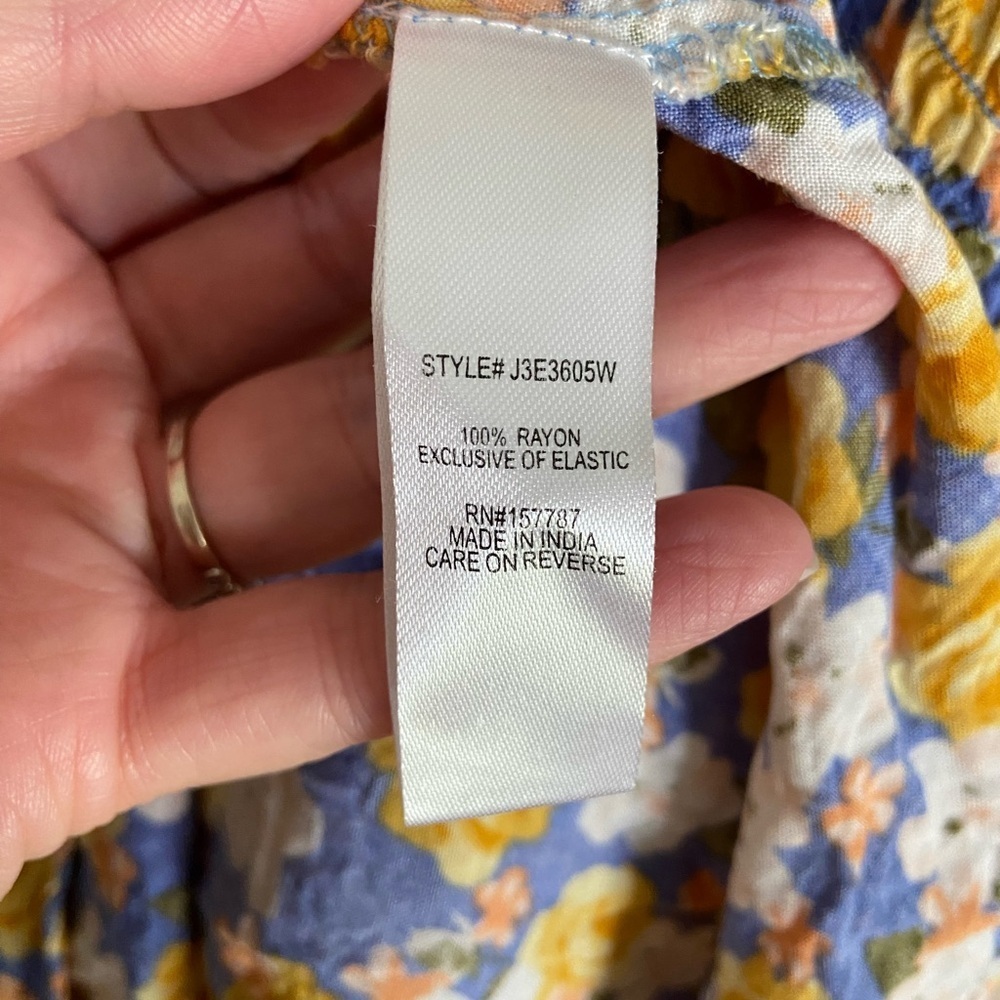 STYLE# J3E3605W
100% RAYON
EXCLUSIVE OF ELASTIC
RN#157787
MADE IN INDIA
CARE ON REVERSE